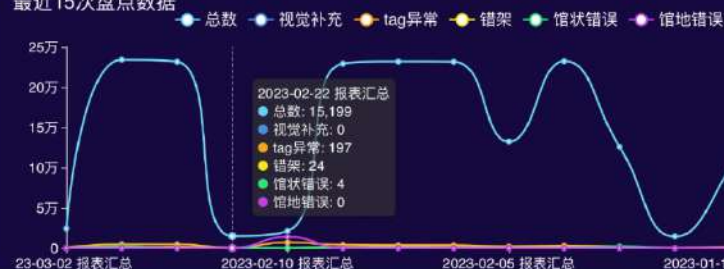 最近15次盘点数据
总数 视觉补充 tag异常 错架 馆状错误 馆地错误
25万
20万
15万
10万
5万
0
2023-02-22 报表汇总
总数: 15,199
视觉补充: 0
tag异常: 197
错架: 24
馆状错误: 4
馆地错误: 0
23-03-02 报表汇总 2023-02-10 报表汇总 2023-02-05 报表汇总 2023-01-1